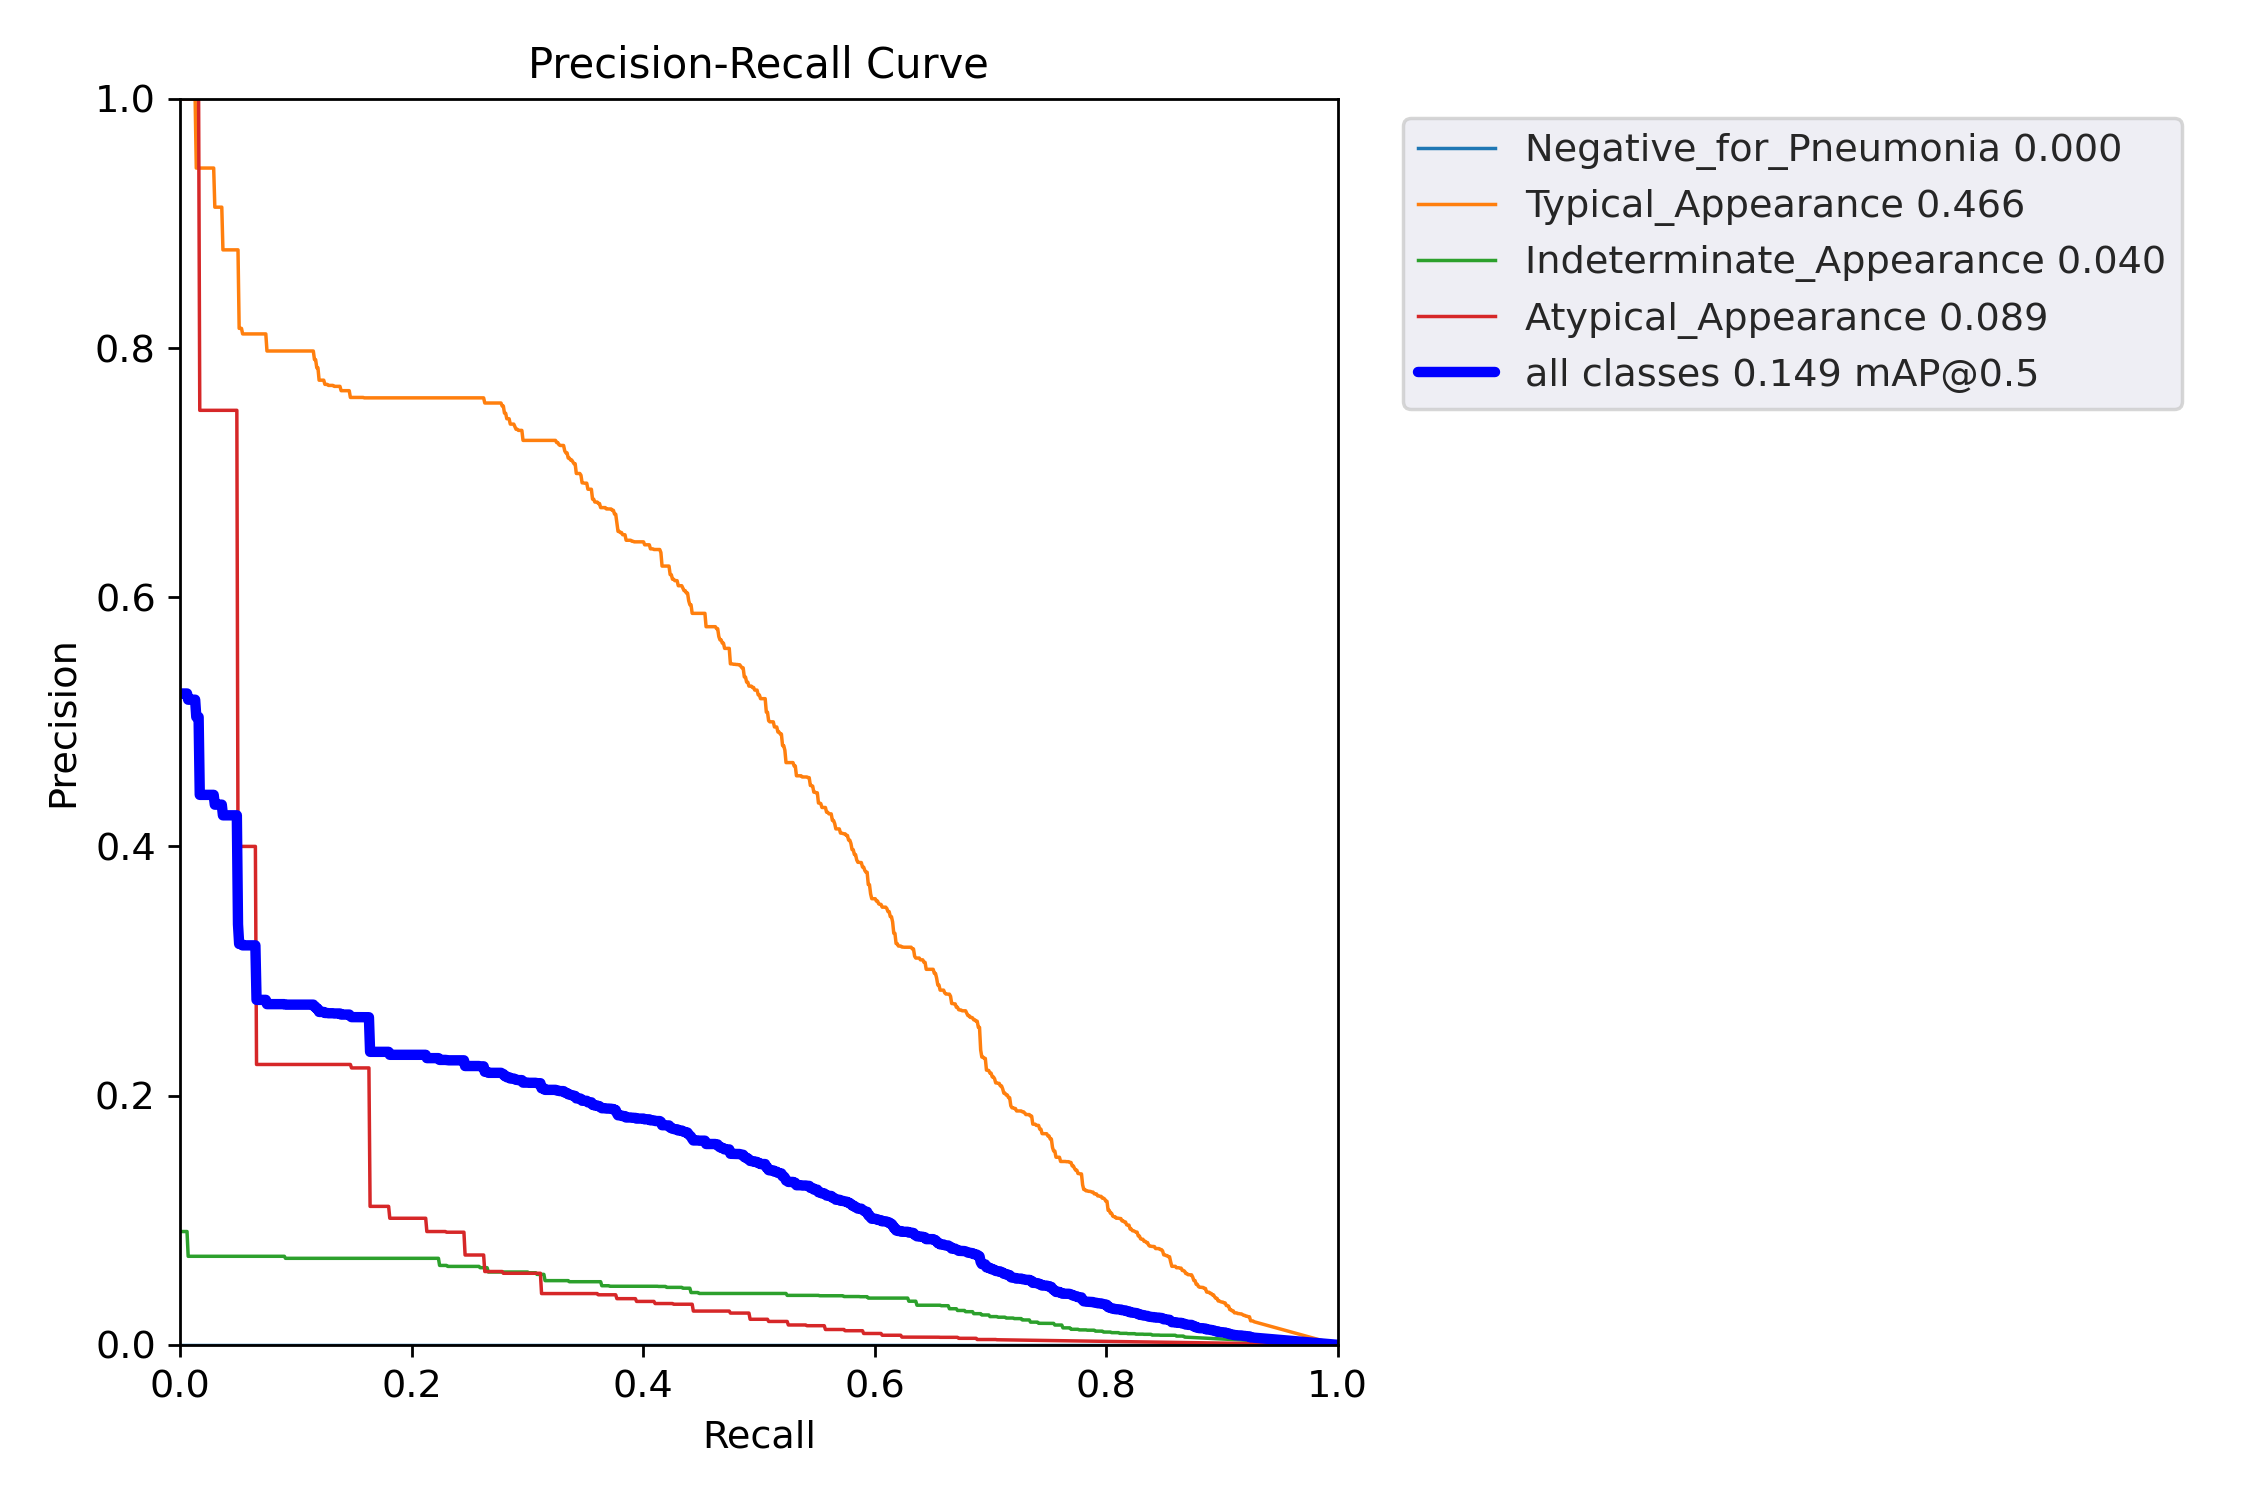 Precision-Recall Curve
1.0
0.8
0.6
0.4
0.2
0.0
Precision
0.0 0.2 0.4 0.6 0.8 1.0
Recall
Negative_for_Pneumonia 0.000
Typical_Appearance 0.466
Indeterminate_Appearance 0.040
Atypical_Appearance 0.089
all classes 0.149 mAP@0.5